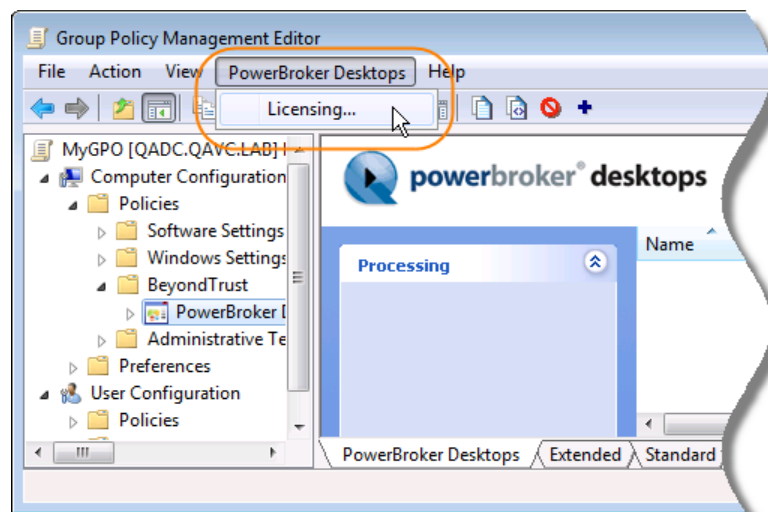 Group Policy Management Editor
File Action View PowerBroker Desktops Help
Licensing...
MyGPO [QADC.QAVC.LAB]
Computer Configuration
Policies
Software Settings
Windows Settings
BeyondTrust
PowerBroker
Administrative Te
Preferences
User Configuration
Policies
powerbroker® desktops
Name
Processing
PowerBroker Desktops Extended Standard